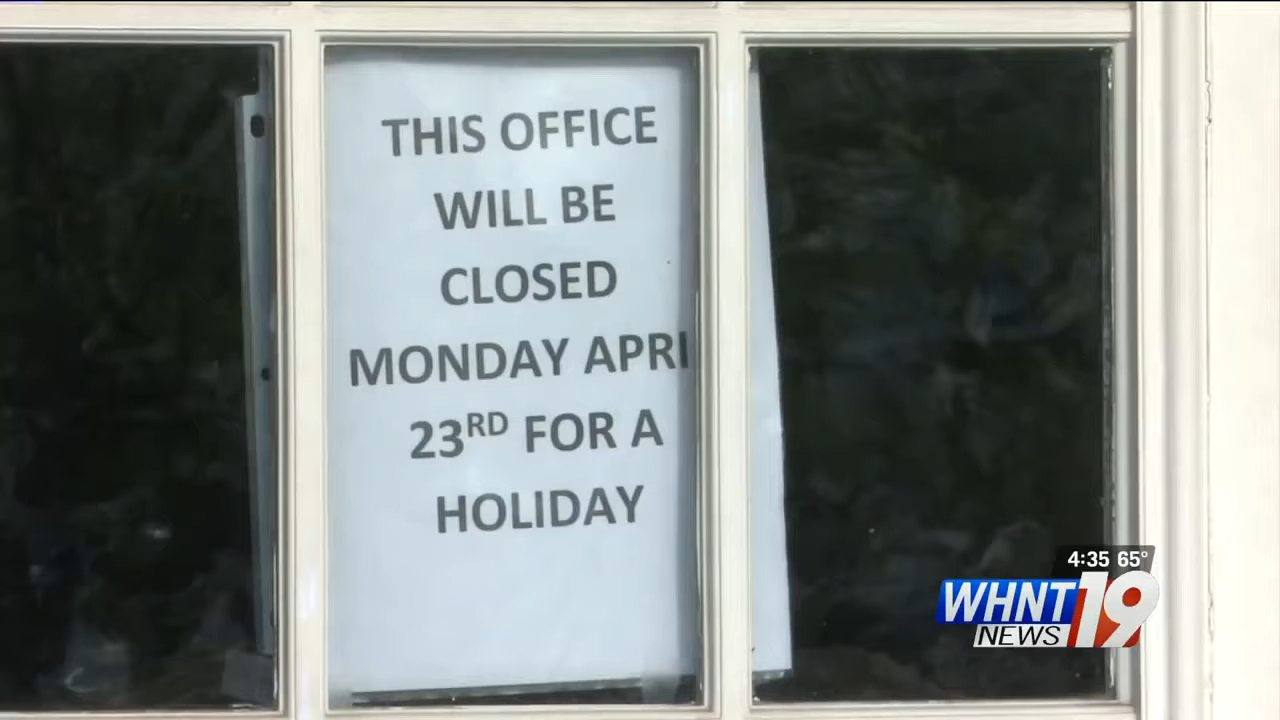 THIS OFFICE
WILL BE
CLOSED
MONDAY APRI
23RD FOR A
HOLIDAY
4:35 65°
WHNT 19
NEWS